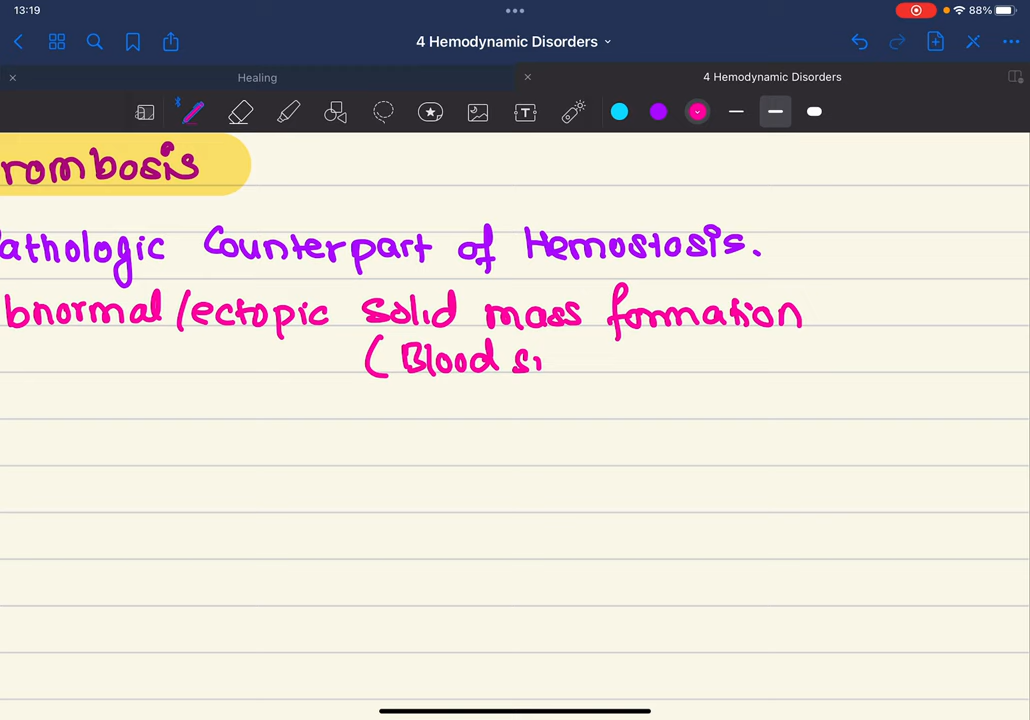 13:19
88%
4 Hemodynamic Disorders
Healing
4 Hemodynamic Disorders
T
rombosis
athologic Counterpart of Hemostasis.
bnormal/ectopic solid mass formation
(Blood